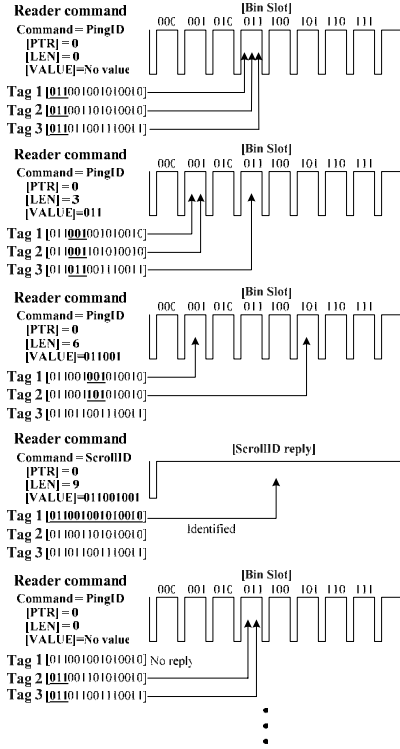 Reader command
[Bin Slot]
Command = PingID
000 001 010 011 100 101 110 111
[PTR] = 0
[LEN] = 0
[VALUE]=No value
Tag 1 [011001001010010]
Tag 2 [011001101010010]
Tag 3 [011011001110011]
Reader command
[Bin Slot]
Command = PingID
000 001 010 011 100 101 110 111
[PTR] = 0
[LEN] = 3
[VALUE]=011
Tag 1 [011001001010010]
Tag 2 [011001101010010]
Tag 3 [011011001110011]
Reader command
[Bin Slot]
Command = PingID
000 001 010 011 100 101 110 111
[PTR] = 0
[LEN] = 6
[VALUE]=011001
Tag 1 [011001001010010]
Tag 2 [011001101010010]
Tag 3 [011011001110011]
Reader command
[ScrollID reply]
Command = ScrollID
[PTR] = 0
[LEN] = 9
[VALUE]=011001001
Tag 1 [011001001010010]
Identified
Tag 2 [011001101010010]
Tag 3 [011011001110011]
Reader command
[Bin Slot]
Command = PingID
000 001 010 011 100 101 110 111
[PTR] = 0
[LEN] = 0
[VALUE]=No value
Tag 1 [011001001010010] No reply
Tag 2 [011001101010010]
Tag 3 [011011001110011]